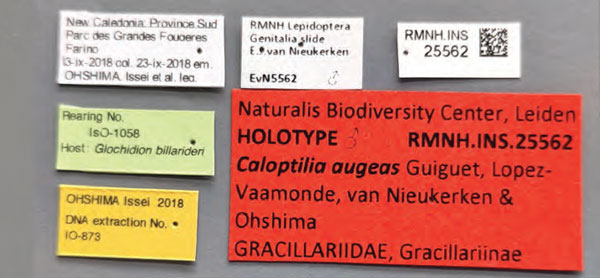 New Caledonia: Province Sud
Parc des Grandes Fougeres
Farino
13-ix-2018 col. 23-ix-2018 em.
OHSHIMA, Issei et al. leg.
RMNH Lepidoptera
Genitalia slide
E.J. van Nieukerken
EvN5562 ♂
RMNH.INS
25562
Rearing No.
IsO-1058
Host: Glochidion billarideri
OHSHIMA Issei 2018
DNA extraction No.
IO-873
Naturalis Biodiversity Center, Leiden
HOLOTYPE ♂ RMNH.INS.25562
Caloptilia augeas Guiguet, Lopez-
Vaamonde, van Nieukerken &
Ohshima
GRACILLARIIDAE, Gracillariinae